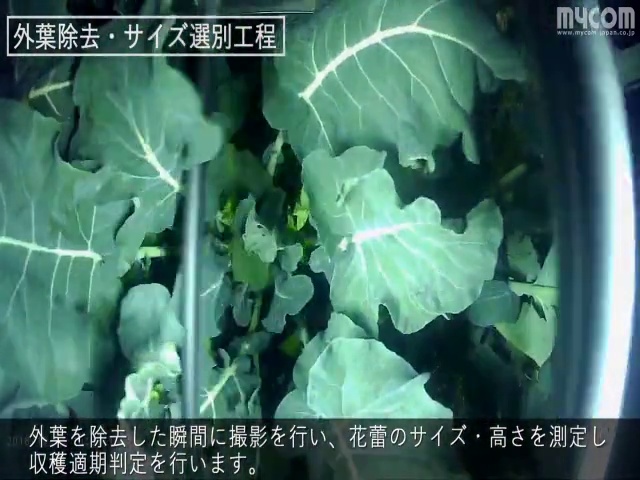 外葉除去・サイズ選別工程
mycom
www.mycom-japan.co.jp
外葉を除去した瞬間に撮影を行い、花蕾のサイズ・高さを測定し
収穫適期判定を行います。